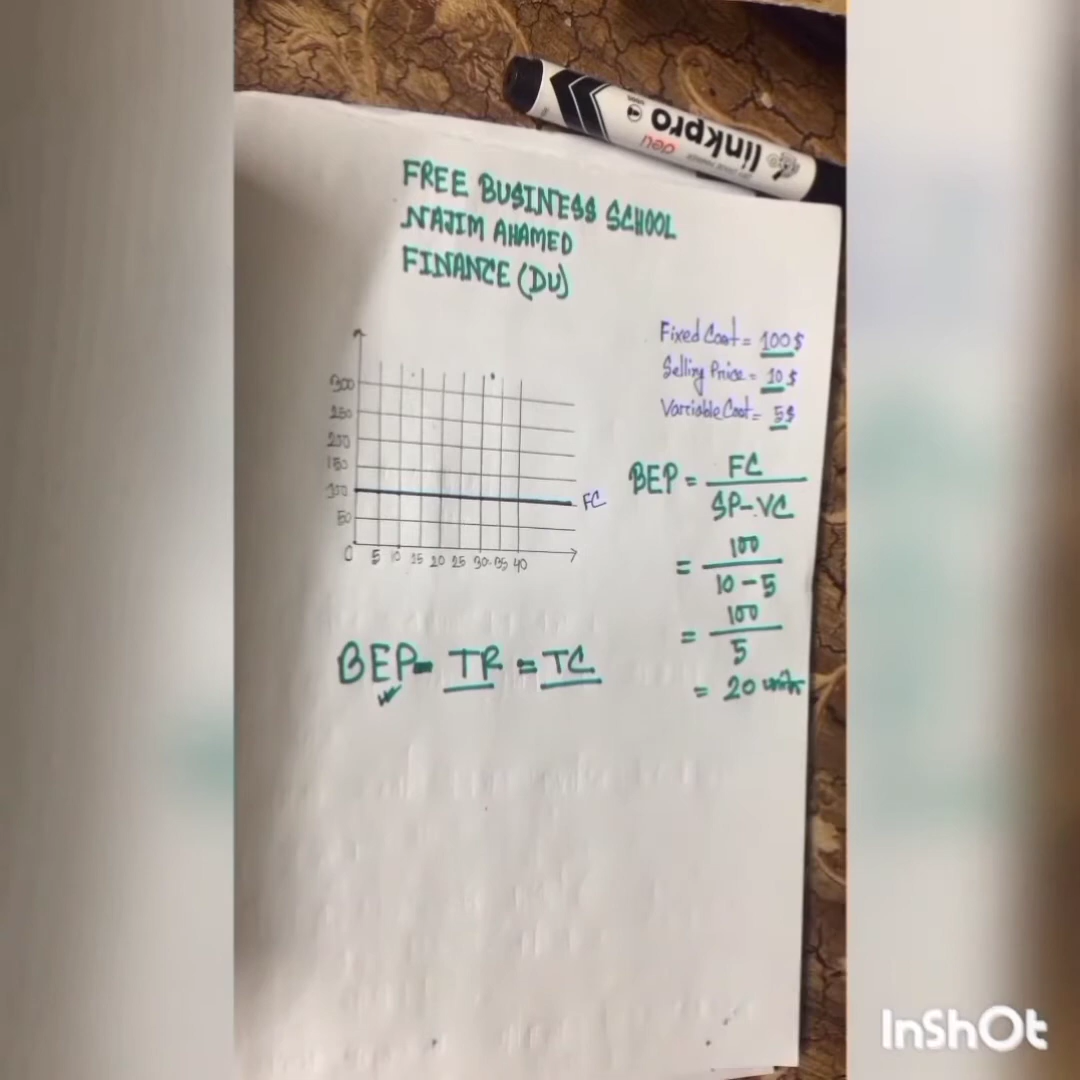 linkpro
deli
FREE BUSINESS SCHOOL
NAJIM AHAMED
FINANCE (DU)
Fixed Cost = 100$
Selling Price = 10$
Variable Cost = 5$
300
250
200
150
100
50
0
5 10 15 20 25 30 35 40
FC
BEP = FC
SP-VC
= 100
10 - 5
= 100
5
= 20 units
BEP = TR = TC
InShOt